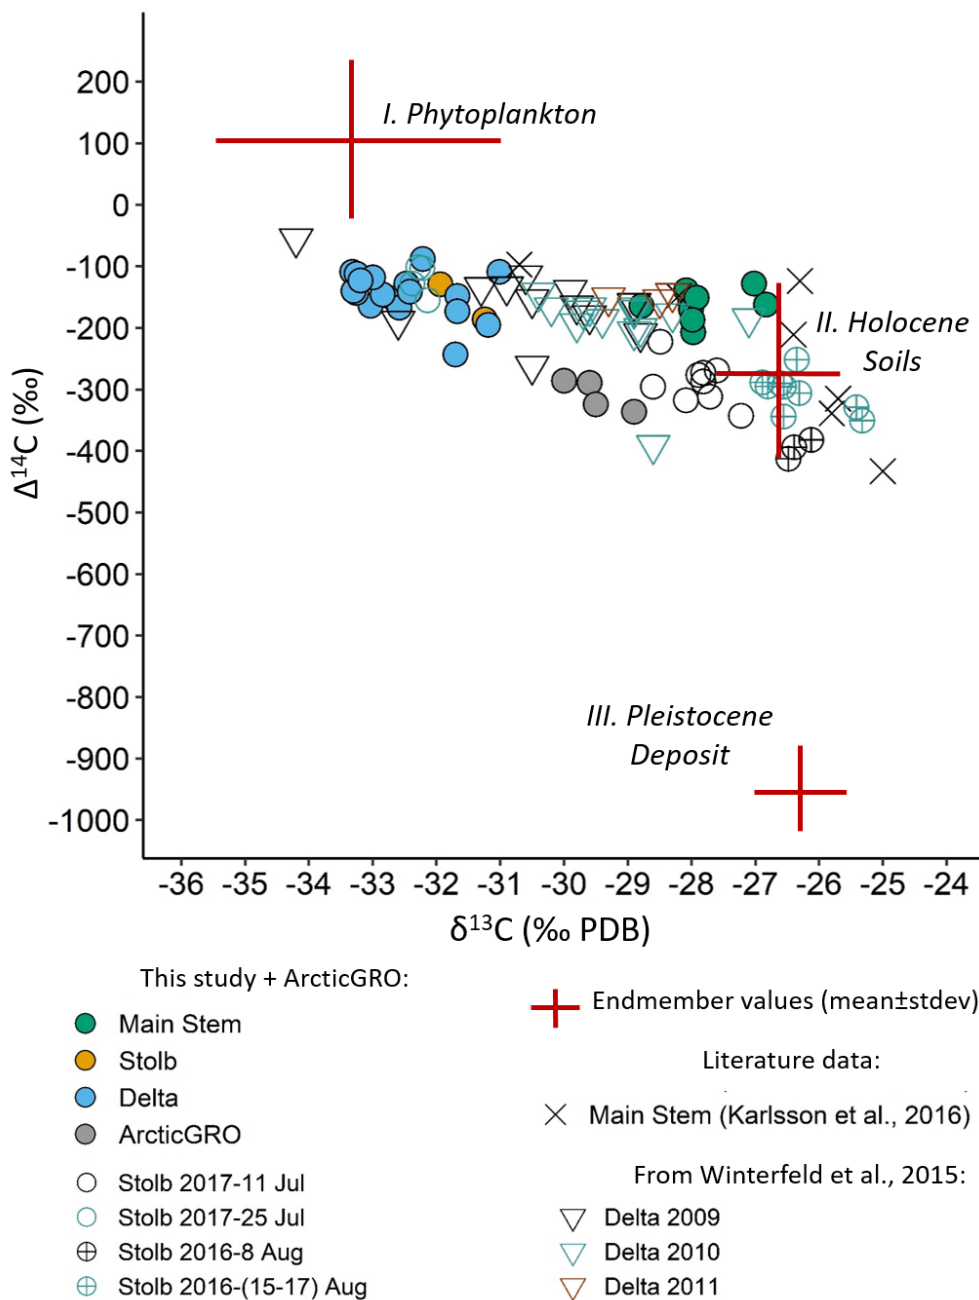 200
100
0
-100
-200
-300
-400
-500
-600
-700
-800
-900
-1000
Δ¹⁴C (‰)
I. Phytoplankton
II. Holocene
Soils
III. Pleistocene
Deposit
-36 -35 -34 -33 -32 -31 -30 -29 -28 -27 -26 -25 -24
δ¹³C (‰ PDB)
This study + ArcticGRO:
Main Stem
Stolb
Delta
ArcticGRO
Stolb 2017-11 Jul
Stolb 2017-25 Jul
Stolb 2016-8 Aug
Stolb 2016-(15-17) Aug
Endmember values (mean±stdev)
Literature data:
Main Stem (Karlsson et al., 2016)
From Winterfeld et al., 2015:
Delta 2009
Delta 2010
Delta 2011